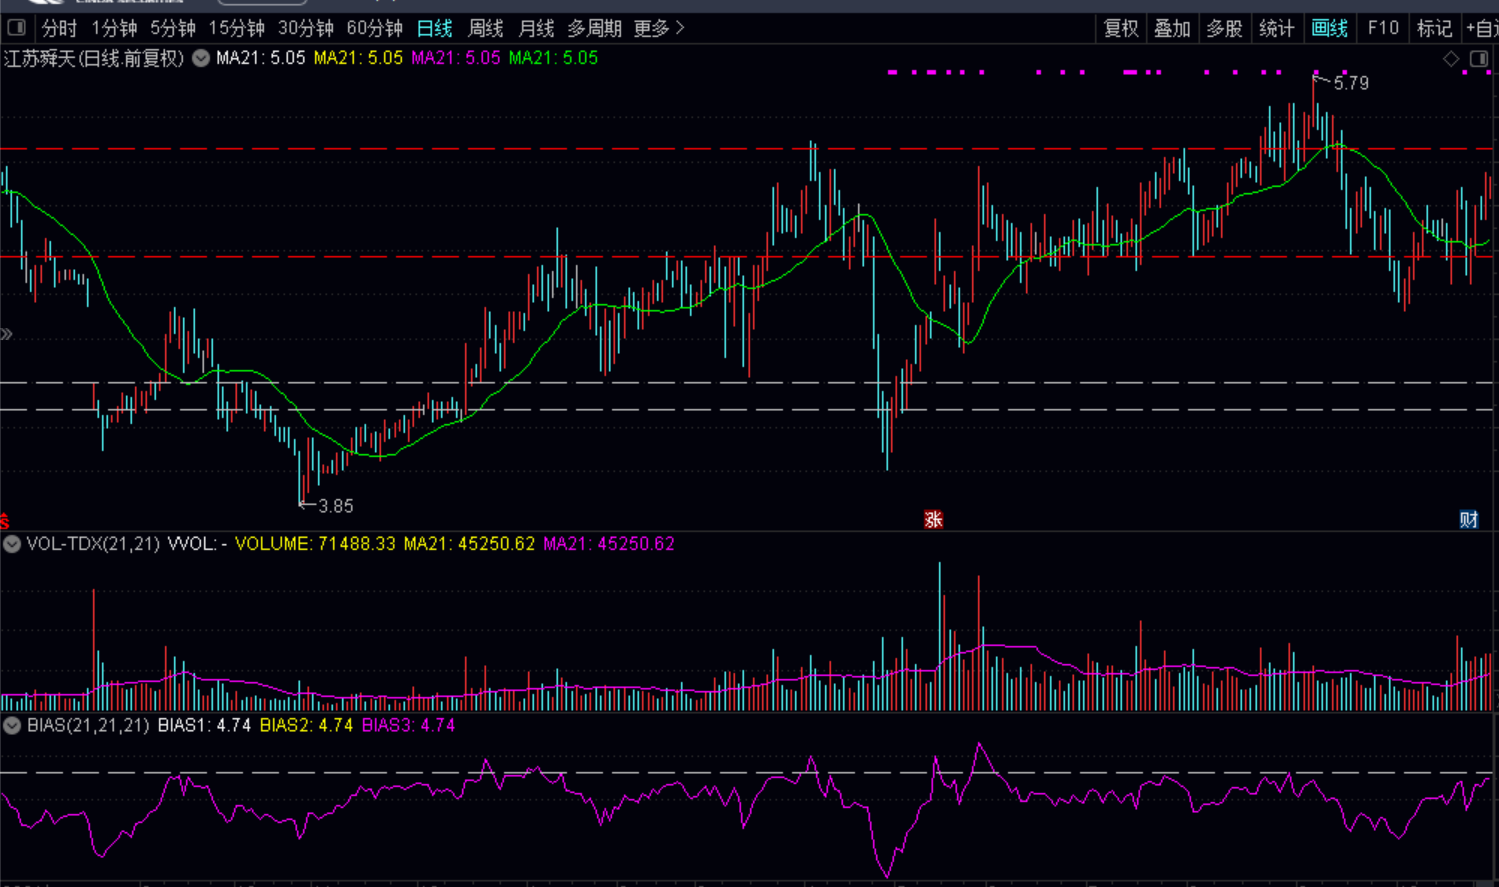 分时 1分钟 5分钟 15分钟 30分钟 60分钟 日线 周线 月线 多周期 更多 >
复权 叠加 多股 统计 画线 F10 标记 +自选
江苏舜天(日线.前复权) MA21: 5.05 MA21: 5.05 MA21: 5.05 MA21: 5.05
5.79
3.85
涨
财
VOL-TDX(21,21) VVOL: - VOLUME: 71488.33 MA21: 45250.62 MA21: 45250.62
BIAS(21,21,21) BIAS1: 4.74 BIAS2: 4.74 BIAS3: 4.74